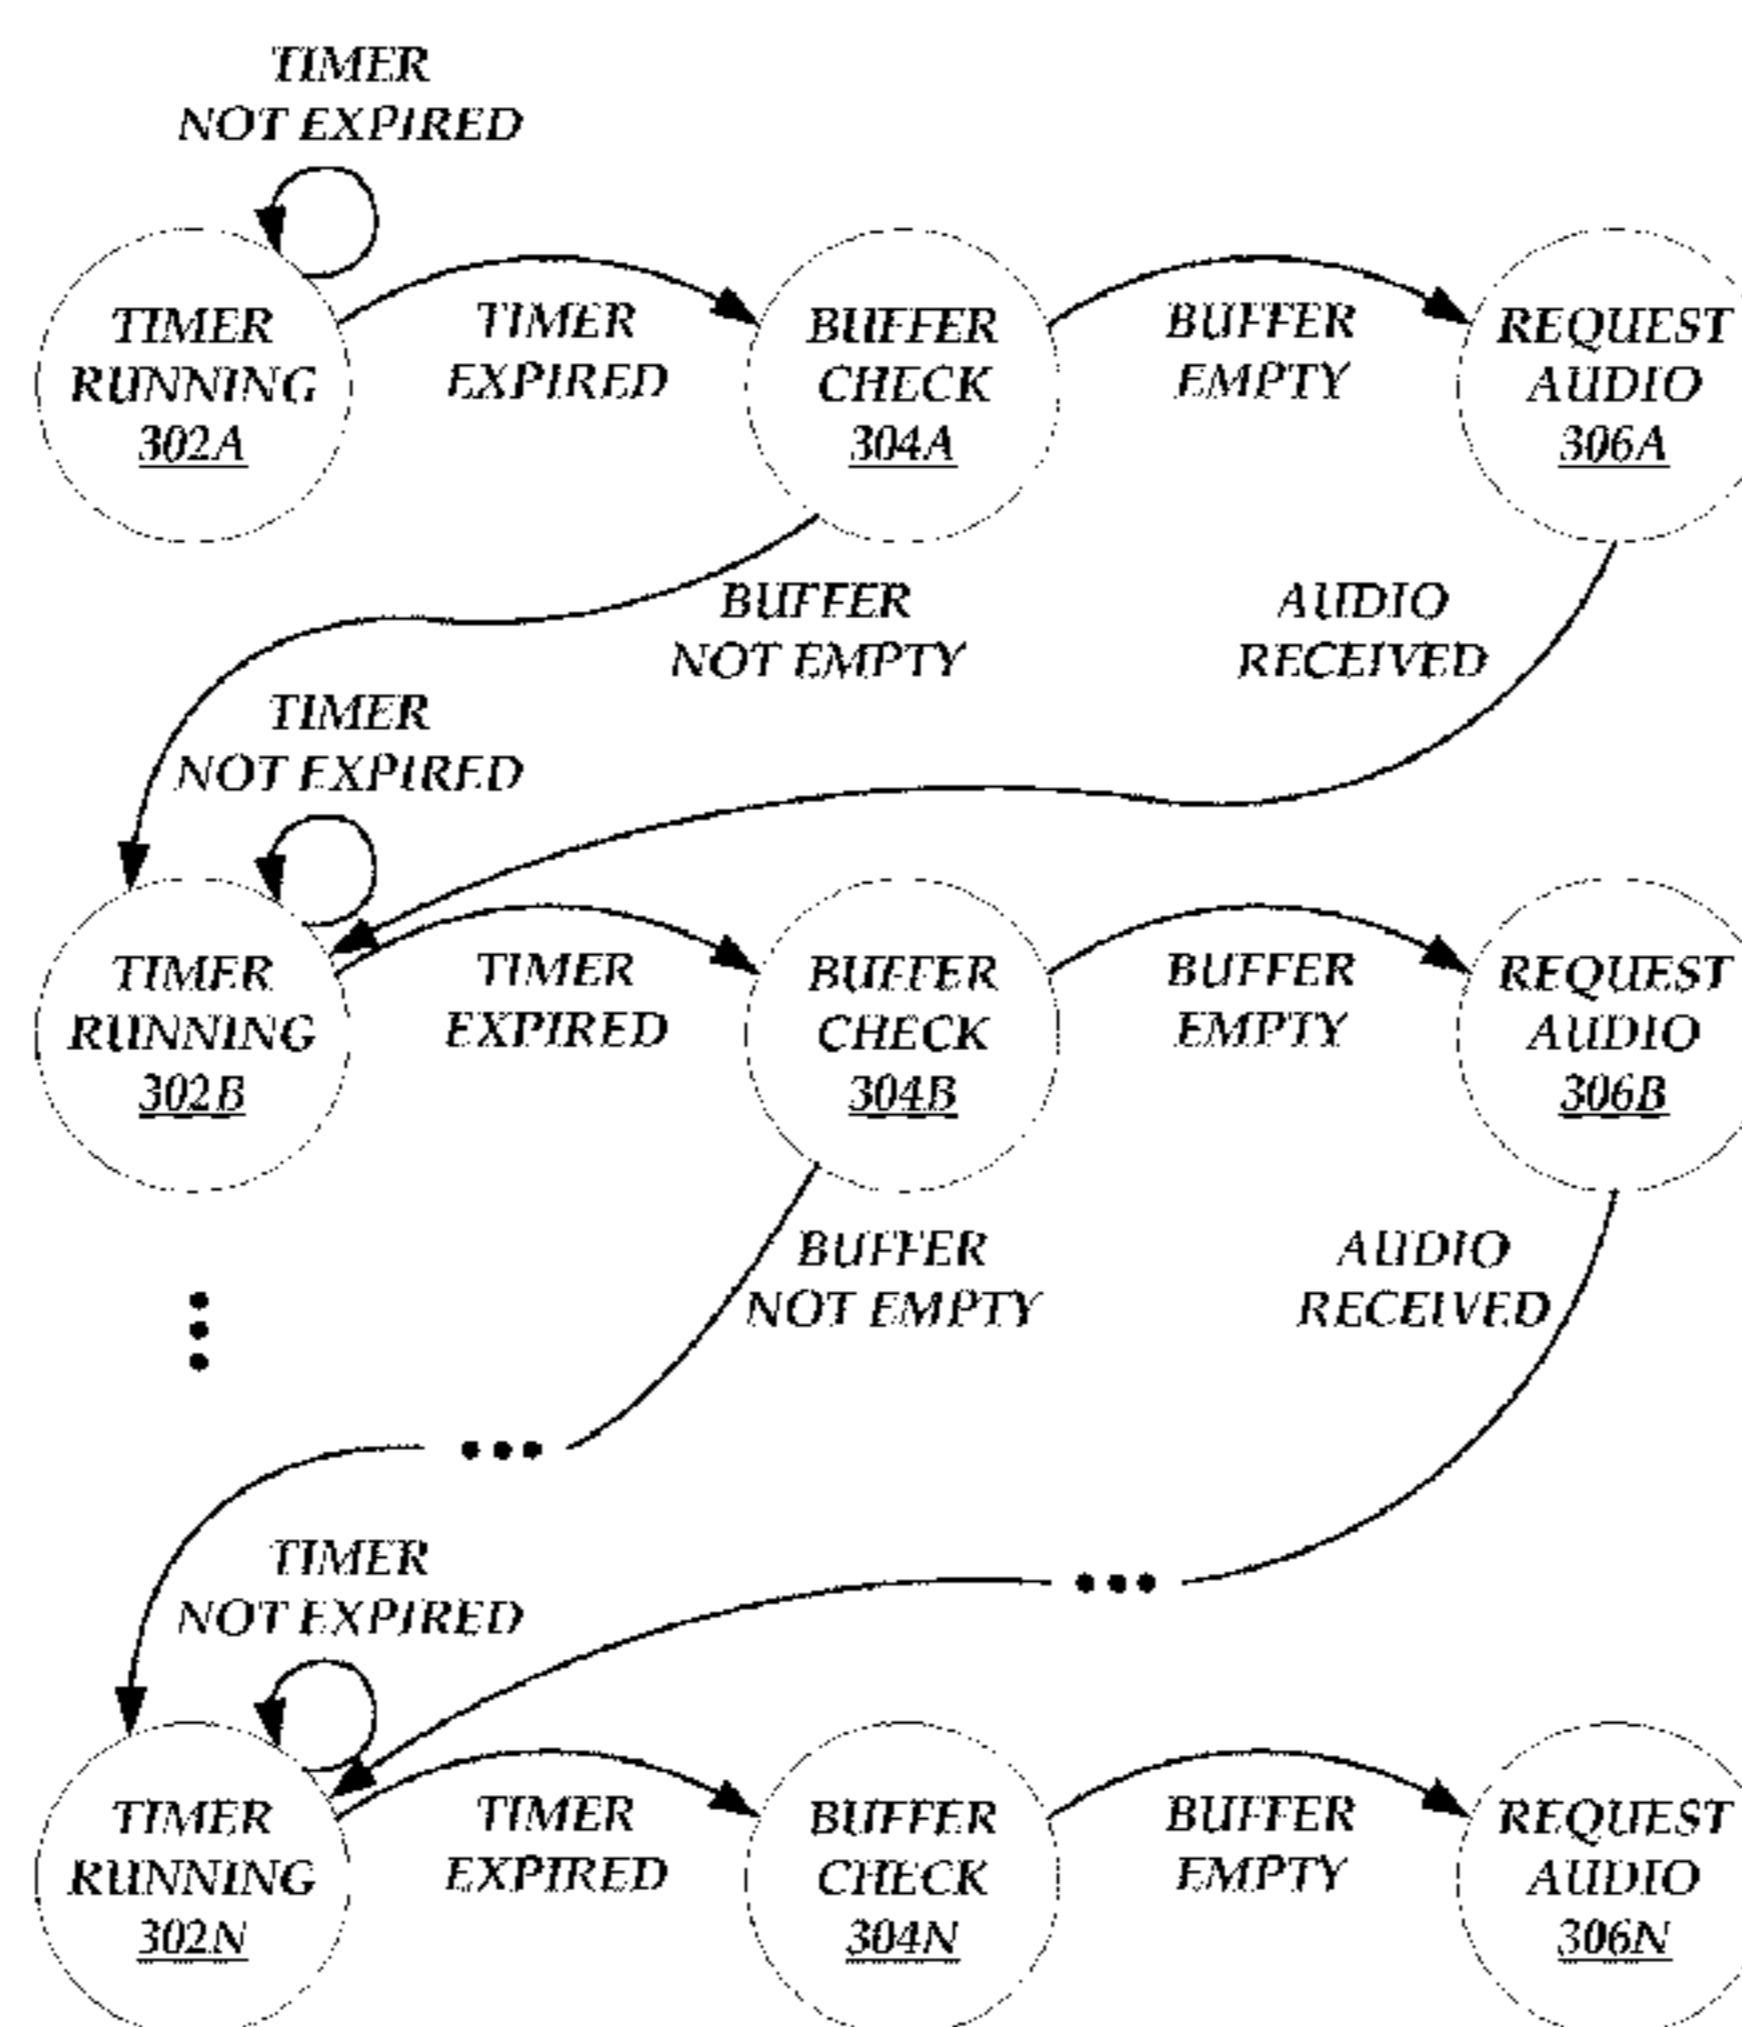 TIMER
NOT EXPIRED
TIMER
RUNNING
302A
TIMER
EXPIRED
BUFFER
CHECK
304A
BUFFER
EMPTY
REQUEST
AUDIO
306A
BUFFER
NOT EMPTY
AUDIO
RECEIVED
TIMER
NOT EXPIRED
TIMER
RUNNING
302B
TIMER
EXPIRED
BUFFER
CHECK
304B
BUFFER
EMPTY
REQUEST
AUDIO
306B
BUFFER
NOT EMPTY
AUDIO
RECEIVED
TIMER
NOT EXPIRED
TIMER
RUNNING
302N
TIMER
EXPIRED
BUFFER
CHECK
304N
BUFFER
EMPTY
REQUEST
AUDIO
306N